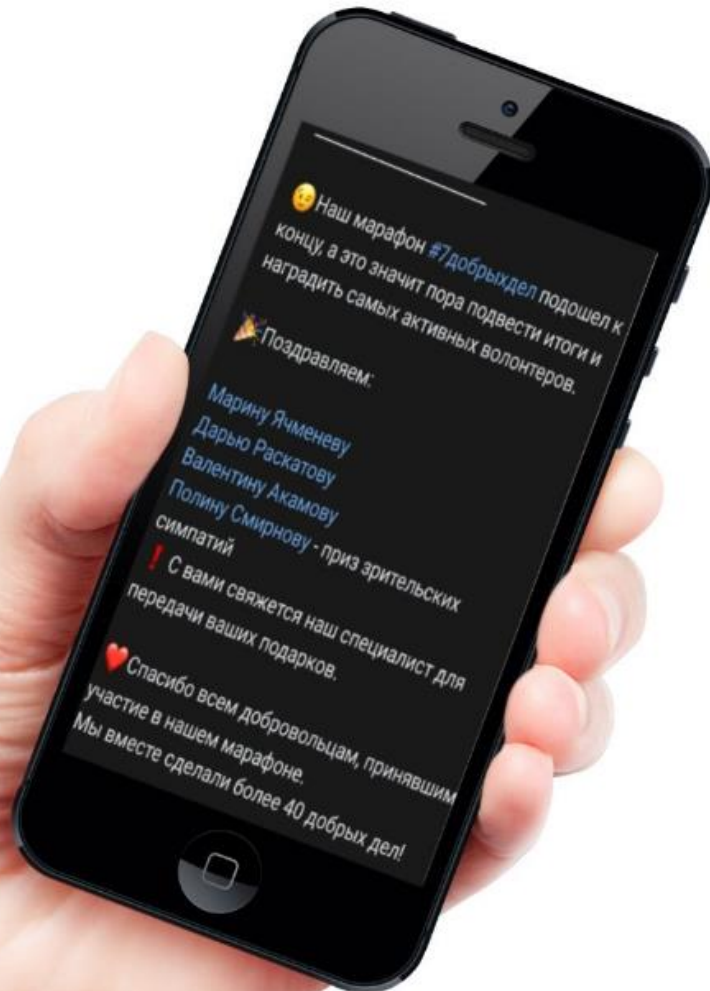 😉Наш марафон #7добрыхдел подошел к
концу, а это значит пора подвести итоги и
наградить самых активных волонтеров.
🎉Поздравляем:
Марину Ячменеву
Дарью Раскатову
Валентину Акамову
Полину Смирнову - приз зрительских
симпатий
❗ С вами свяжется наш специалист для
передачи ваших подарков.
❤️Спасибо всем добровольцам, принявшим
участие в нашем марафоне.
Мы вместе сделали более 40 добрых дел!